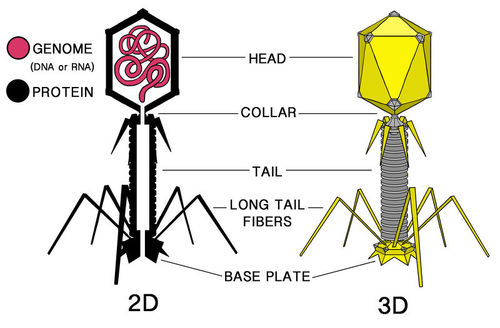 GENOME
(DNA or RNA)
PROTEIN
HEAD
COLLAR
TAIL
LONG TAIL
FIBERS
BASE PLATE
2D
3D